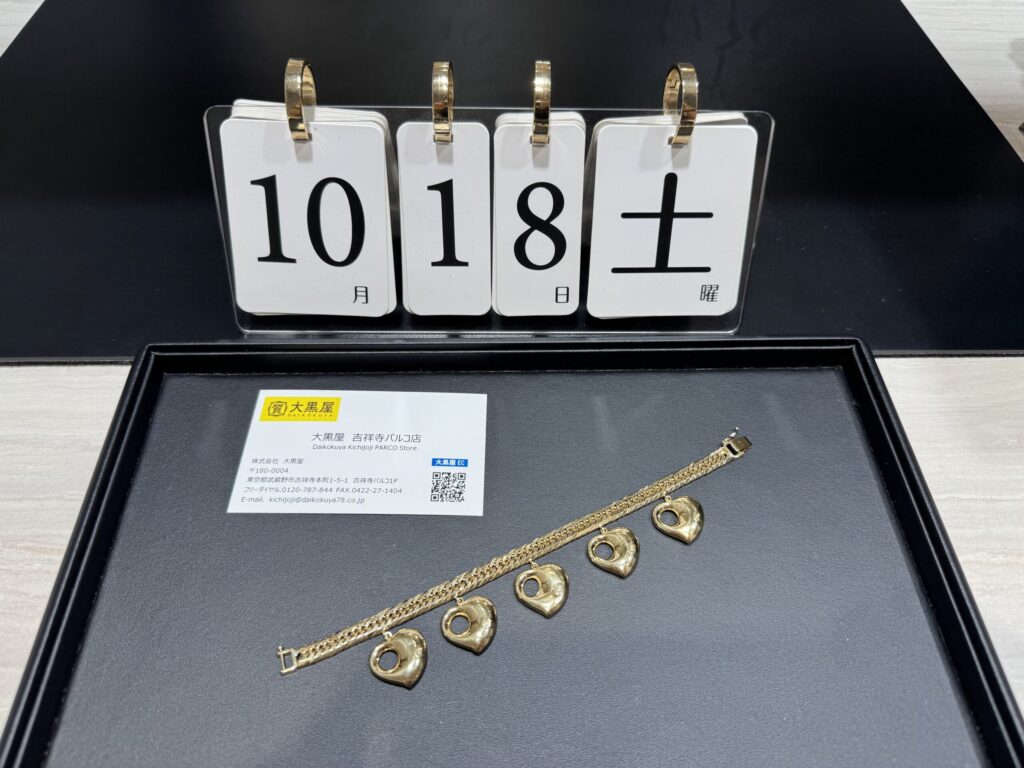 10 月 1 8 日 土 曜
質 大黒屋
DAIKOKUYA
大黒屋 吉祥寺パルコ店
Daikokuya Kichijoji PARCO Store
株式会社 大黒屋
〒180-0004
東京都武蔵野市吉祥寺本町1-5-1 吉祥寺パルコ1F
フリーダイヤル.0120-787-844 FAX.0422-27-1404
E-mail. kichijoji@daikokuya78.co.jp
大黒屋 EC